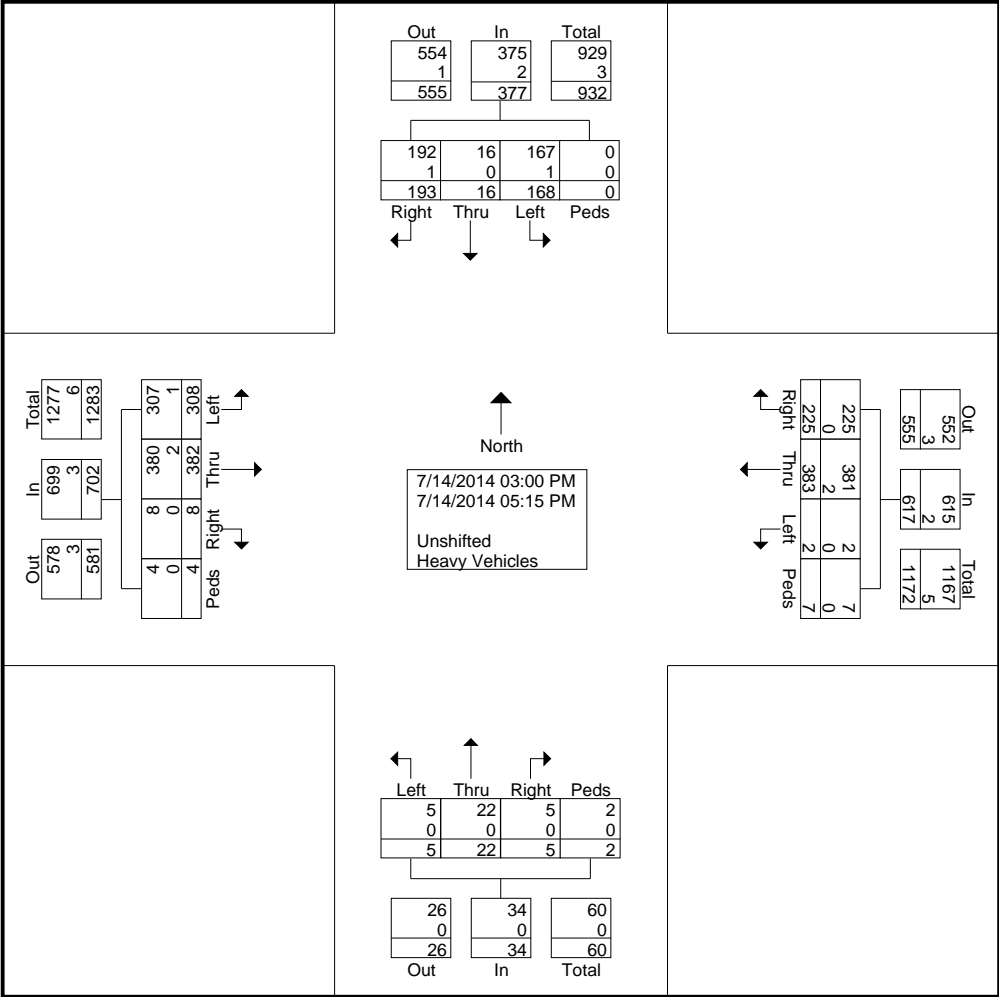 Out In Total
554 375 929
1 2 3
555 377 932
192 16 167 0
1 0 1 0
193 16 168 0
Right Thru Left Peds
Total
1277 6 1283
In
699 3 702
Out
578 3 581
307 1 308 Left
380 2 382 Thru
8 0 8 Right
4 0 4 Peds
North
7/14/2014 03:00 PM
7/14/2014 05:15 PM
Unshifted
Heavy Vehicles
Right 225 0 225
Thru 383 2 381
Left 2 0 2
Peds 7 0 7
Out
552 3 555
In
615 2 617
Total
1167 5 1172
Left Thru Right Peds
5 22 5 2
0 0 0 0
5 22 5 2
26 34 60
0 0 0
26 34 60
Out In Total